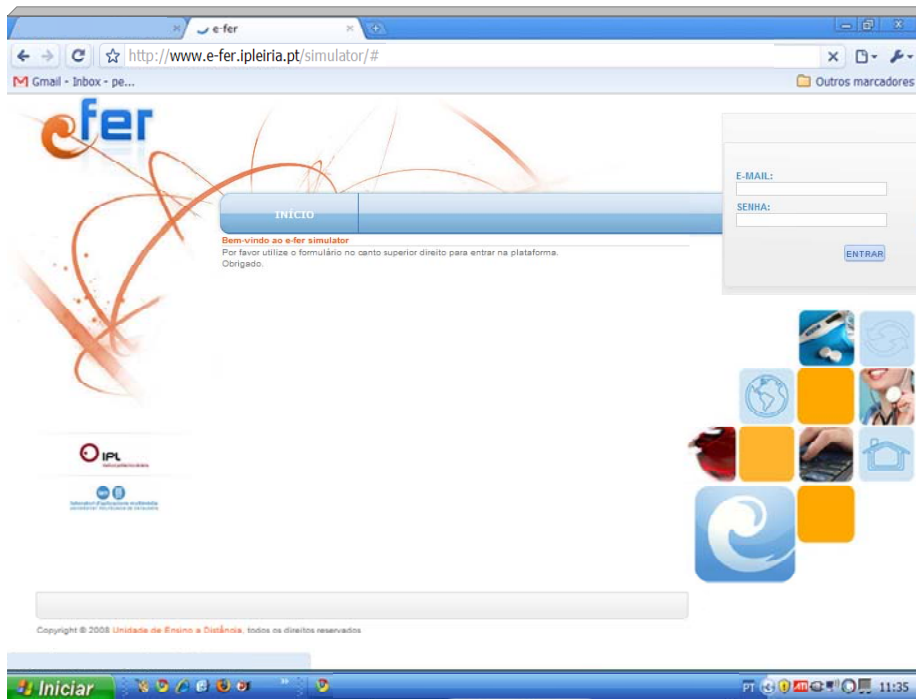 e-fer
http://www.e-fer.ipleiria.pt/simulator/#
Gmail - Inbox - pe...
Outros marcadores
efer
E-MAIL:
SENHA:
ENTRAR
INÍCIO
Bem-vindo ao e-fer simulator
Por favor utilize o formulário no canto superior direito para entrar na plataforma.
Obrigado.
IPL
Copyright © 2008 Unidade de Ensino a Distância, todos os direitos reservados
Iniciar
PT
11:35